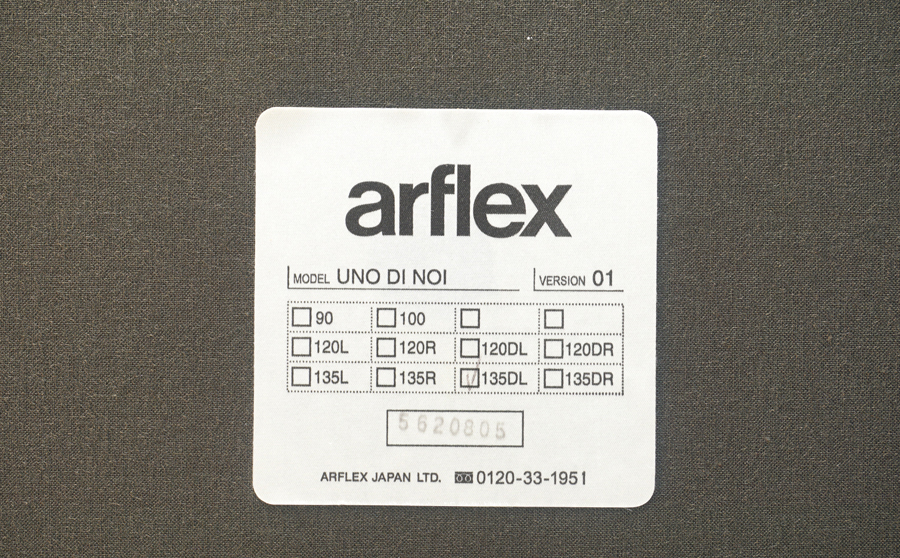 arflex
MODEL UNO DI NOI VERSION 01
90 100
120L 120R 120DL 120DR
135L 135R 135DL 135DR
5620805
ARFLEX JAPAN LTD. 0120-33-1951